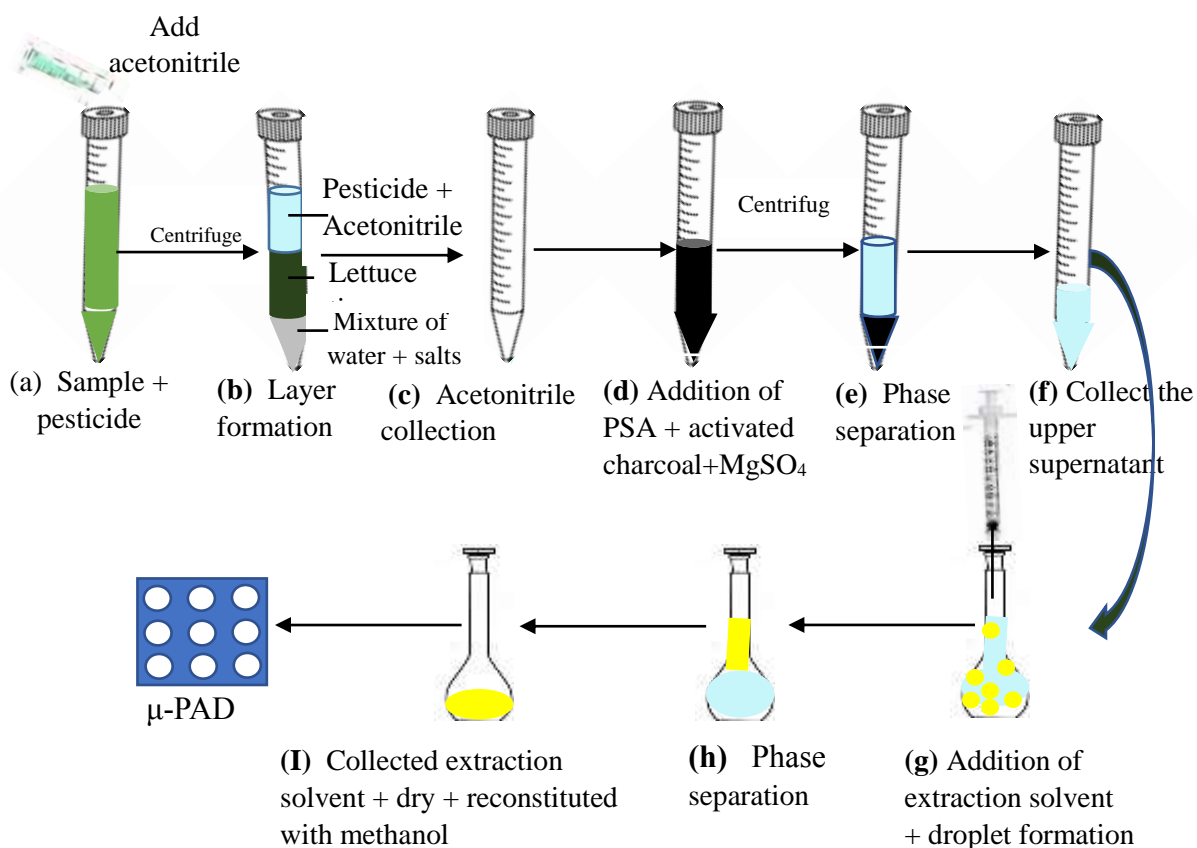 Add
acetonitrile
Centrifuge
Pesticide +
Acetonitrile
Lettuce
Mixture of
water + salts
Centrifug
(a) Sample +
pesticide
(b) Layer
formation
(c) Acetonitrile
collection
(d) Addition of
PSA + activated
charcoal+MgSO₄
(e) Phase
separation
(f) Collect the
upper
supernatant
μ-PAD
(I) Collected extraction
solvent + dry + reconstituted
with methanol
(h) Phase
separation
(g) Addition of
extraction solvent
+ droplet formation